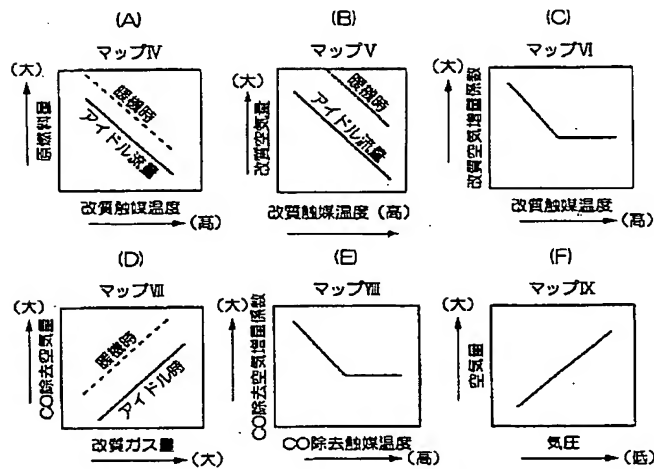 (A)
マップIV
(大)
原燃料量
暖機時
アイドル流量
改質触媒温度
(高)
(B)
マップV
(大)
改質空気量
暖機時
アイドル流量
改質触媒温度 (高)
(C)
マップVI
(大)
改質空気増量係数
改質触媒温度
(高)
(D)
マップVII
(大)
CO除去空気量
暖機時
アイドル時
改質ガス量
(大)
(E)
マップVIII
(大)
CO除去空気増量係数
CO除去触媒温度
(高)
(F)
マップIX
(大)
空気量
気圧
(低)